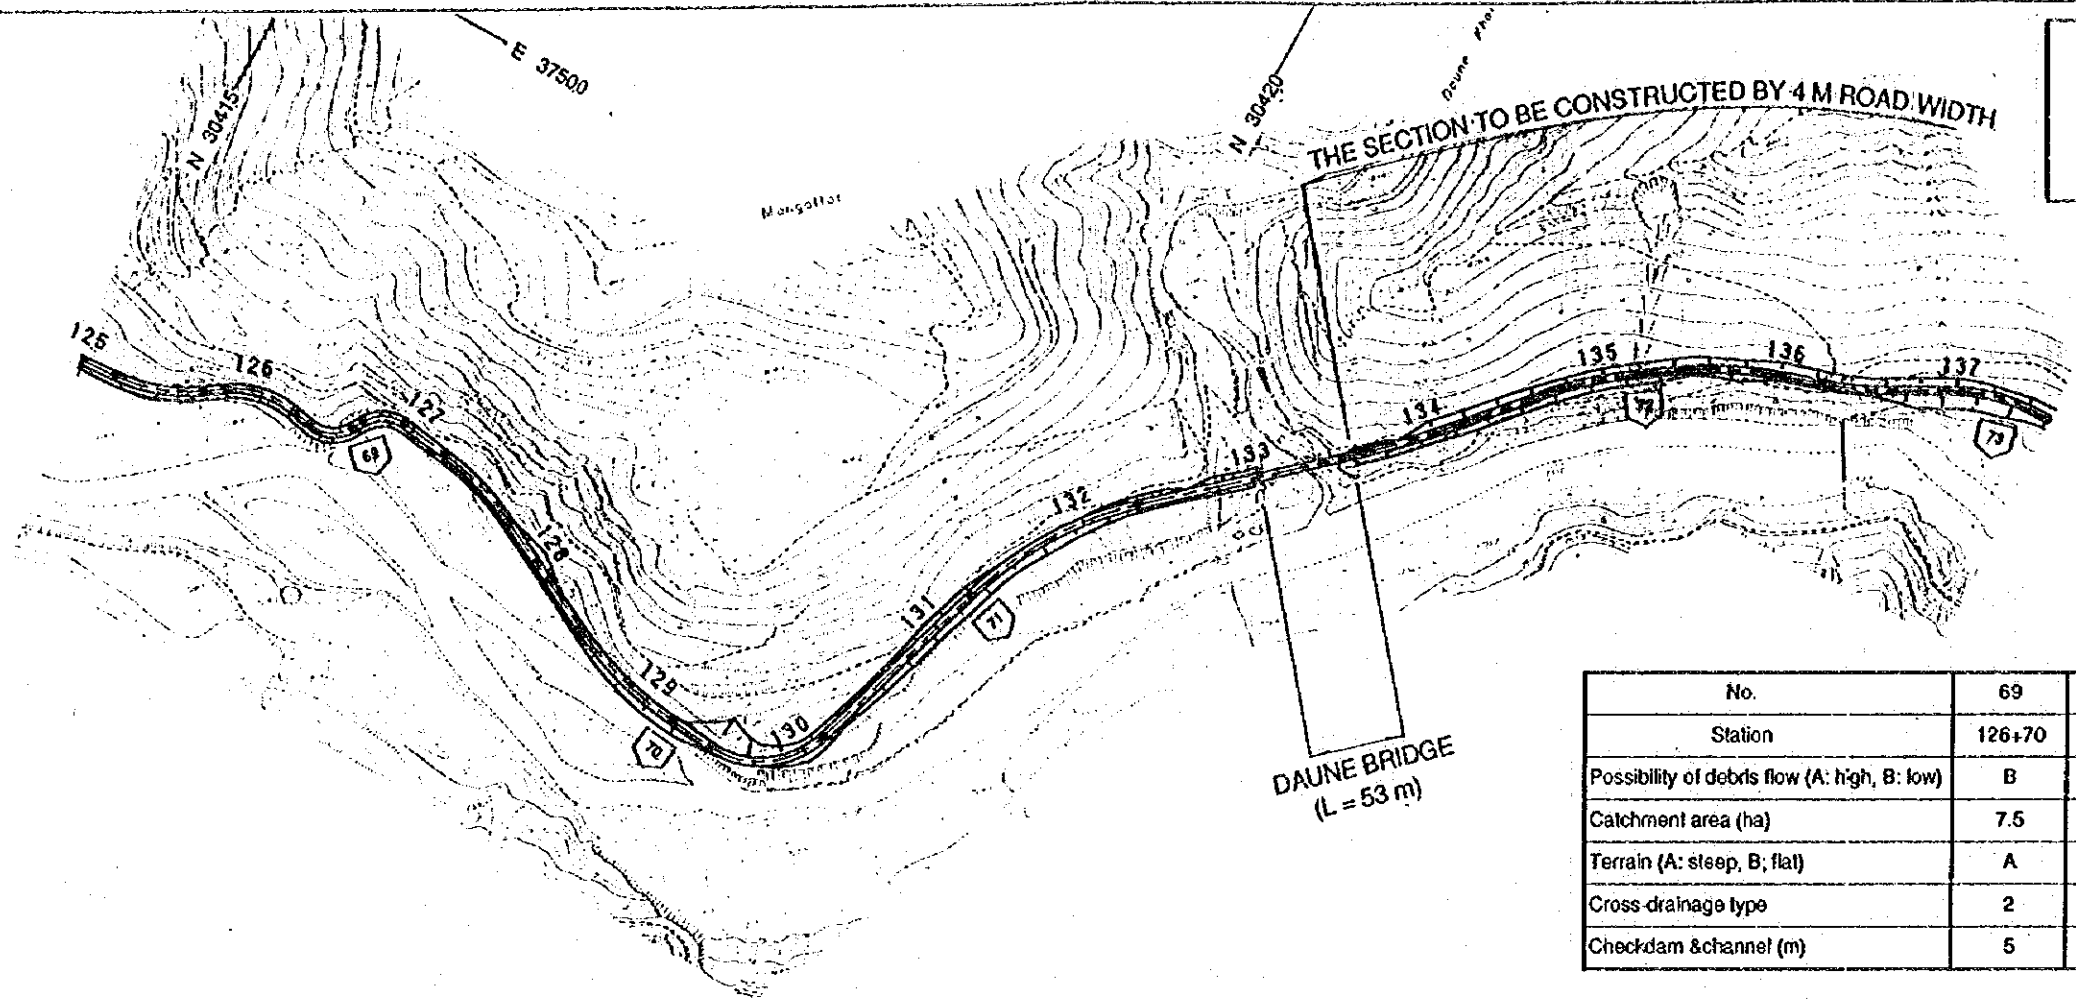 E 37500
N 30415
N 30420
Daune Khol
THE SECTION TO BE CONSTRUCTED BY 4 M ROAD WIDTH
125
126
127
128
129
130
131
132
133
134
135
136
137
69
70
71
72
73
DAUNE BRIDGE
(L = 53 m)
No. 69
Station 126+70
Possibility of debris flow (A: high, B: low) B
Catchment area (ha) 7.5
Terrain (A: steep, B; flat) A
Cross-drainage type 2
Checkdam &channel (m) 5